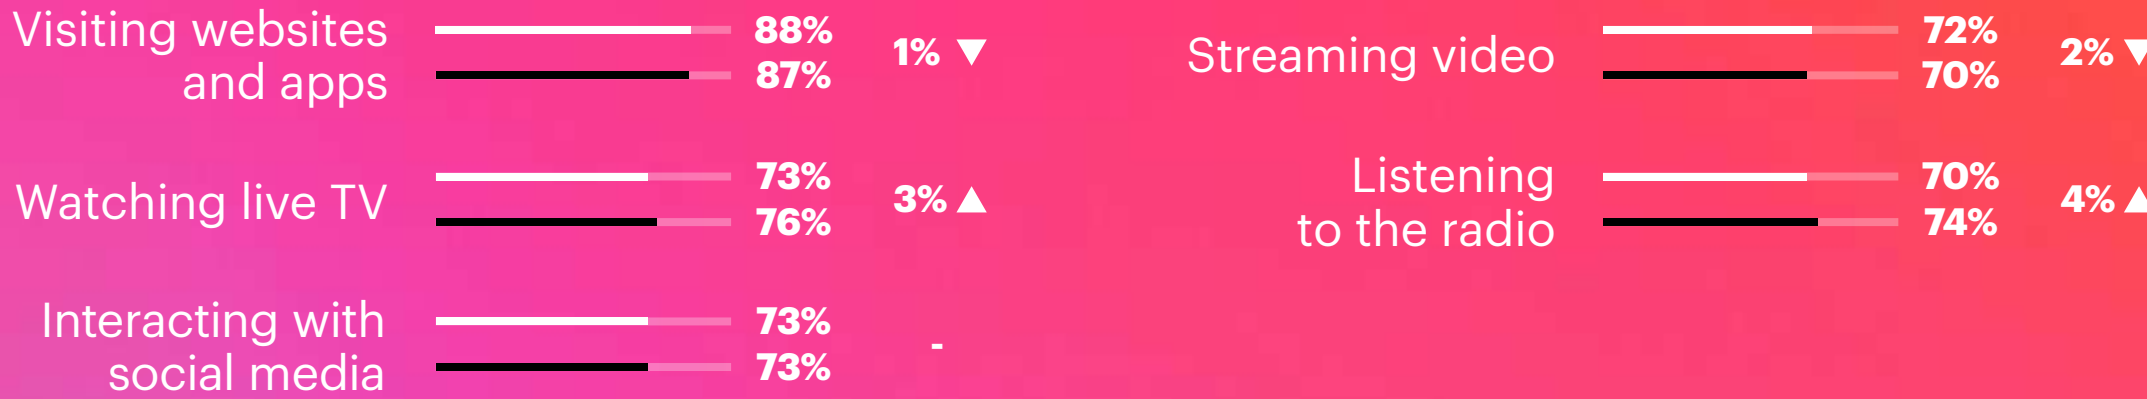 Visiting websites
and apps
88%
87%
1% ▼
Watching live TV
73%
76%
3% ▲
Interacting with
social media
73%
73%
-
Streaming video
72%
70%
2% ▼
Listening
to the radio
70%
74%
4% ▲